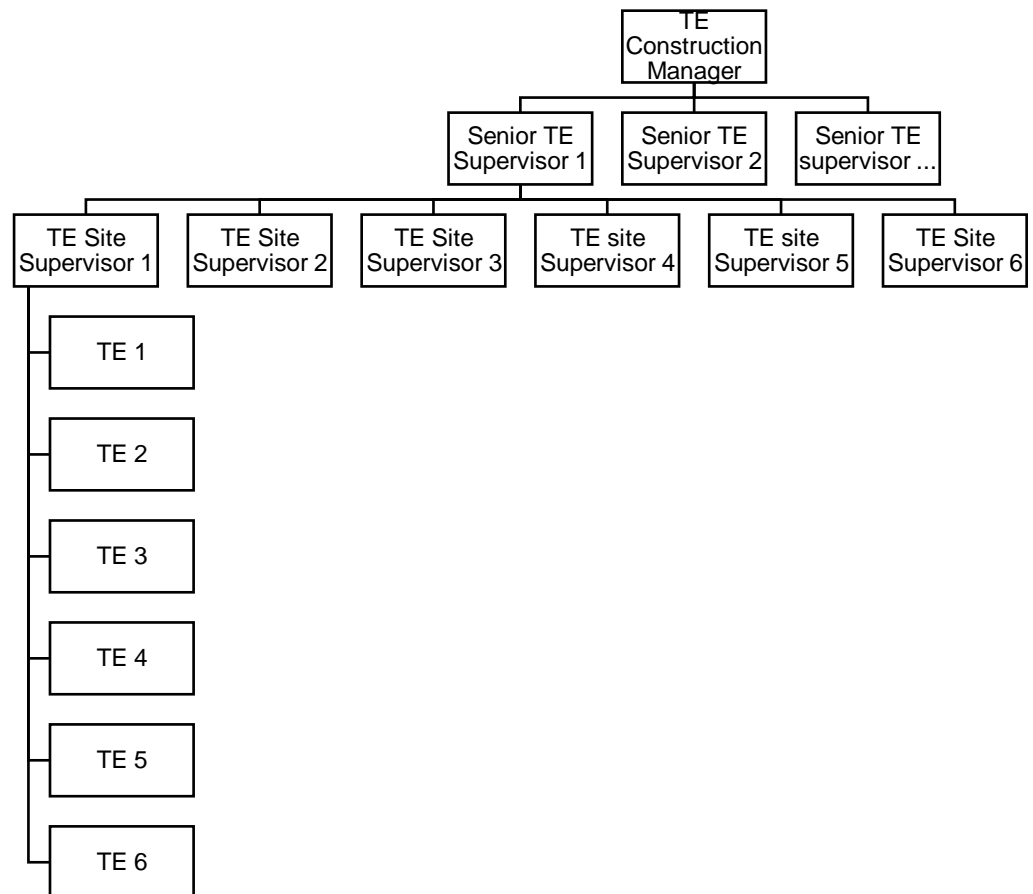 TE
Construction
Manager
Senior TE
Supervisor 1
Senior TE
Supervisor 2
Senior TE
supervisor ...
TE Site
Supervisor 1
TE Site
Supervisor 2
TE Site
Supervisor 3
TE site
Supervisor 4
TE site
Supervisor 5
TE Site
Supervisor 6
TE 1
TE 2
TE 3
TE 4
TE 5
TE 6